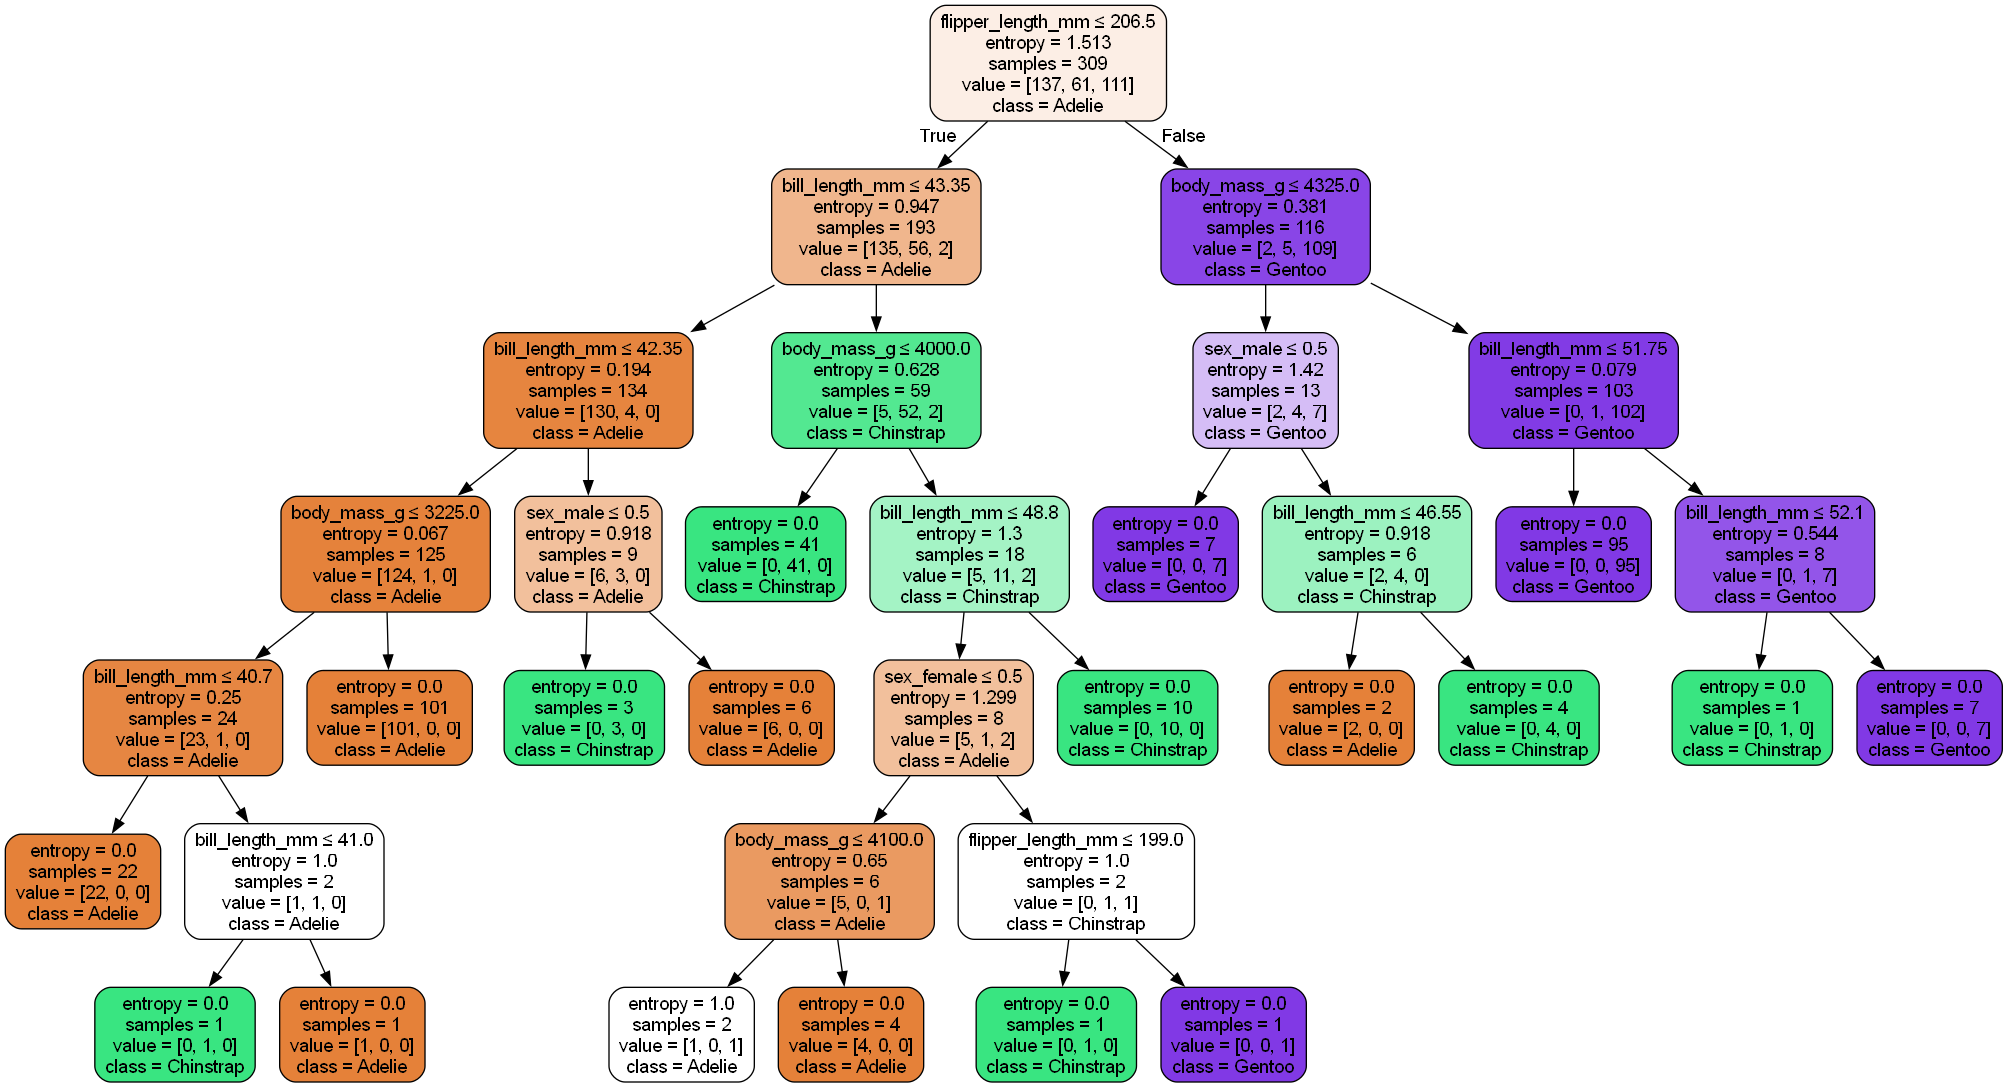 flipper_length_mm ≤ 206.5
entropy = 1.513
samples = 309
value = [137, 61, 111]
class = Adelie
True
False
bill_length_mm ≤ 43.35
entropy = 0.947
samples = 193
value = [135, 56, 2]
class = Adelie
body_mass_g ≤ 4325.0
entropy = 0.381
samples = 116
value = [2, 5, 109]
class = Gentoo
bill_length_mm ≤ 42.35
entropy = 0.194
samples = 134
value = [130, 4, 0]
class = Adelie
body_mass_g ≤ 4000.0
entropy = 0.628
samples = 59
value = [5, 52, 2]
class = Chinstrap
sex_male ≤ 0.5
entropy = 1.42
samples = 13
value = [2, 4, 7]
class = Gentoo
bill_length_mm ≤ 51.75
entropy = 0.079
samples = 103
value = [0, 1, 102]
class = Gentoo
body_mass_g ≤ 3225.0
entropy = 0.067
samples = 125
value = [124, 1, 0]
class = Adelie
sex_male ≤ 0.5
entropy = 0.918
samples = 9
value = [6, 3, 0]
class = Adelie
entropy = 0.0
samples = 41
value = [0, 41, 0]
class = Chinstrap
bill_length_mm ≤ 48.8
entropy = 1.3
samples = 18
value = [5, 11, 2]
class = Chinstrap
entropy = 0.0
samples = 7
value = [0, 0, 7]
class = Gentoo
bill_length_mm ≤ 46.55
entropy = 0.918
samples = 6
value = [2, 4, 0]
class = Chinstrap
entropy = 0.0
samples = 95
value = [0, 0, 95]
class = Gentoo
bill_length_mm ≤ 52.1
entropy = 0.544
samples = 8
value = [0, 1, 7]
class = Gentoo
bill_length_mm ≤ 40.7
entropy = 0.25
samples = 24
value = [23, 1, 0]
class = Adelie
entropy = 0.0
samples = 101
value = [101, 0, 0]
class = Adelie
entropy = 0.0
samples = 3
value = [0, 3, 0]
class = Chinstrap
entropy = 0.0
samples = 6
value = [6, 0, 0]
class = Adelie
sex_female ≤ 0.5
entropy = 1.299
samples = 8
value = [5, 1, 2]
class = Adelie
entropy = 0.0
samples = 10
value = [0, 10, 0]
class = Chinstrap
entropy = 0.0
samples = 2
value = [2, 0, 0]
class = Adelie
entropy = 0.0
samples = 4
value = [0, 4, 0]
class = Chinstrap
entropy = 0.0
samples = 1
value = [0, 1, 0]
class = Chinstrap
entropy = 0.0
samples = 7
value = [0, 0, 7]
class = Gentoo
entropy = 0.0
samples = 22
value = [22, 0, 0]
class = Adelie
bill_length_mm ≤ 41.0
entropy = 1.0
samples = 2
value = [1, 1, 0]
class = Adelie
body_mass_g ≤ 4100.0
entropy = 0.65
samples = 6
value = [5, 0, 1]
class = Adelie
flipper_length_mm ≤ 199.0
entropy = 1.0
samples = 2
value = [0, 1, 1]
class = Chinstrap
entropy = 0.0
samples = 1
value = [0, 1, 0]
class = Chinstrap
entropy = 0.0
samples = 1
value = [1, 0, 0]
class = Adelie
entropy = 1.0
samples = 2
value = [1, 0, 1]
class = Adelie
entropy = 0.0
samples = 4
value = [4, 0, 0]
class = Adelie
entropy = 0.0
samples = 1
value = [0, 1, 0]
class = Chinstrap
entropy = 0.0
samples = 1
value = [0, 0, 1]
class = Gentoo